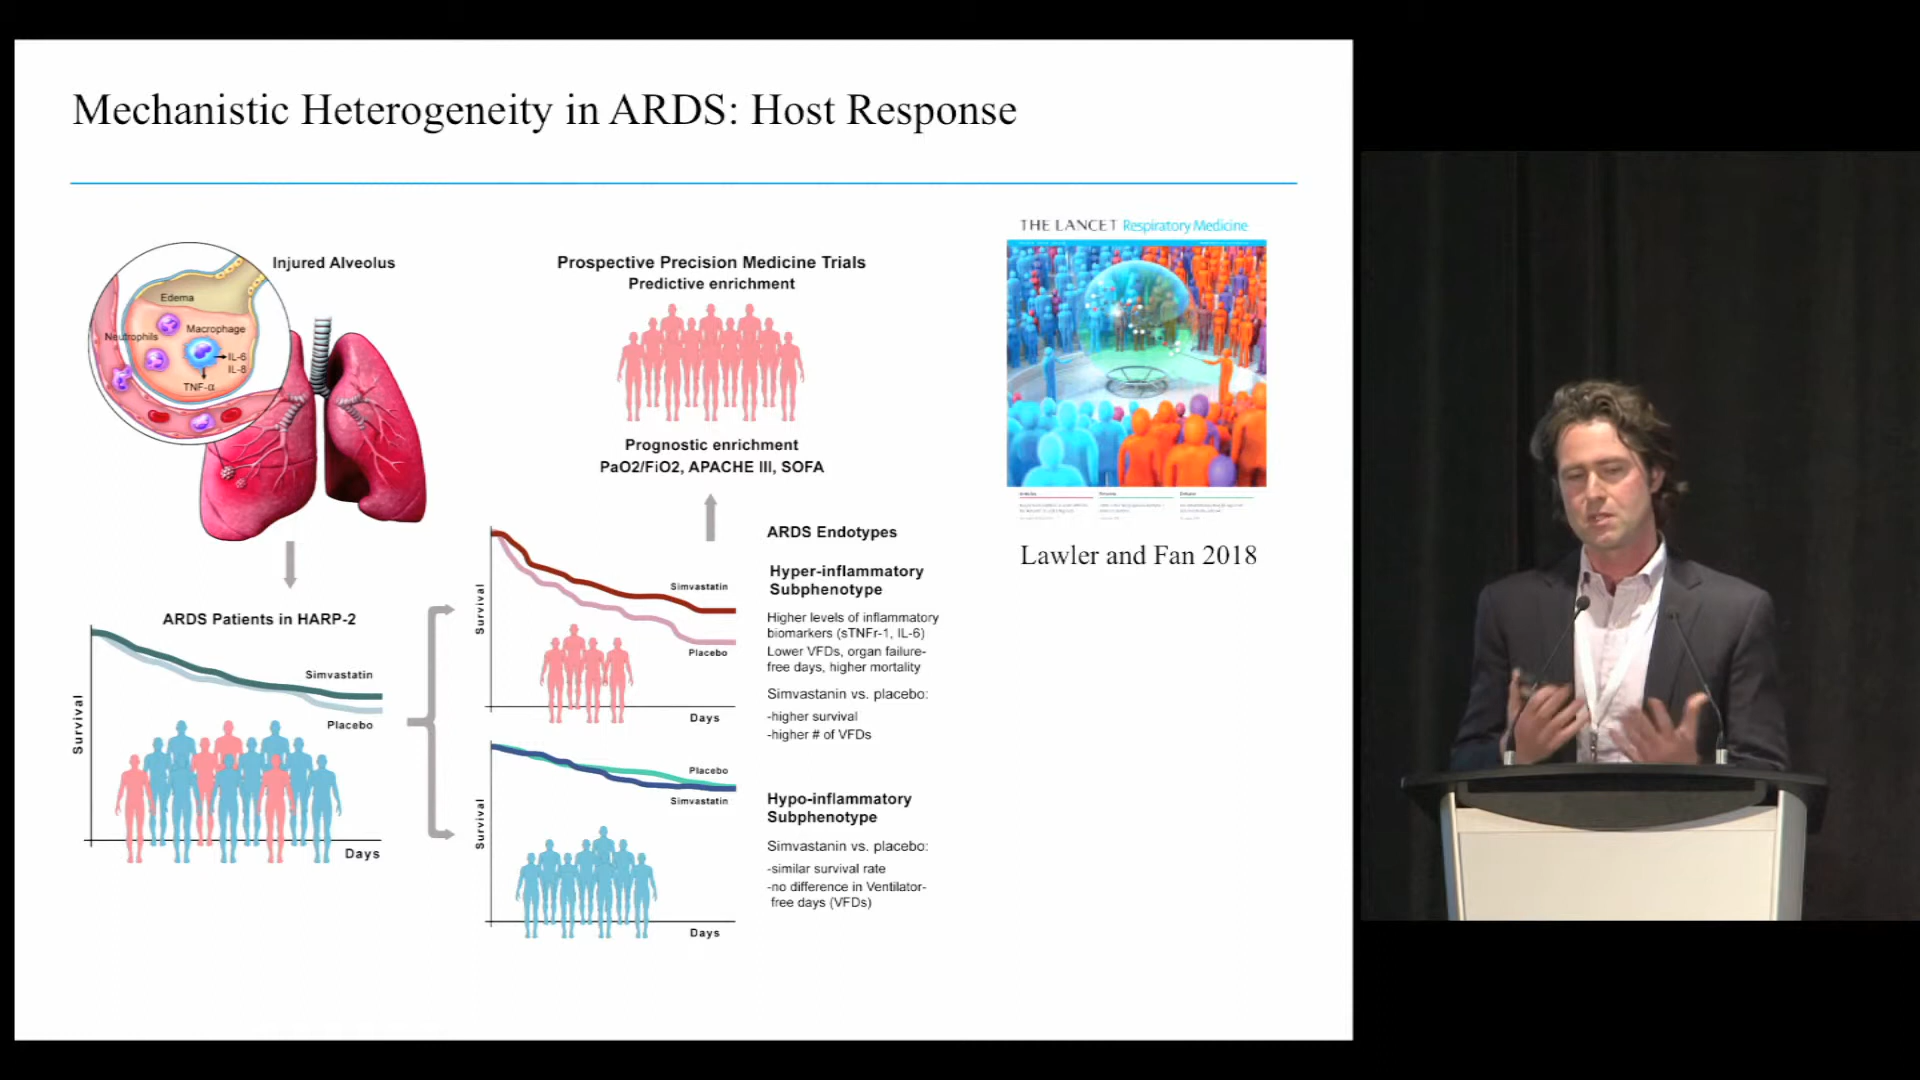 Mechanistic Heterogeneity in ARDS: Host Response
Injured Alveolus
Edema
Neutrophils
Macrophage
IL-6
IL-8
TNF-α
ARDS Patients in HARP-2
Survival
Simvastatin
Placebo
Days
Prospective Precision Medicine Trials
Predictive enrichment
Prognostic enrichment
PaO2/FiO2, APACHE III, SOFA
Survival
Simvastatin
Placebo
Days
ARDS Endotypes
Hyper-inflammatory
Subphenotype
Higher levels of inflammatory
biomarkers (sTNFr-1, IL-6)
Lower VFDs, organ failure-
free days, higher mortality
Simvastanin vs. placebo:
-higher survival
-higher # of VFDs
Survival
Placebo
Simvastatin
Days
Hypo-inflammatory
Subphenotype
Simvastanin vs. placebo:
-similar survival rate
-no difference in Ventilator-
free days (VFDs)
THE LANCET Respiratory Medicine
Lawler and Fan 2018